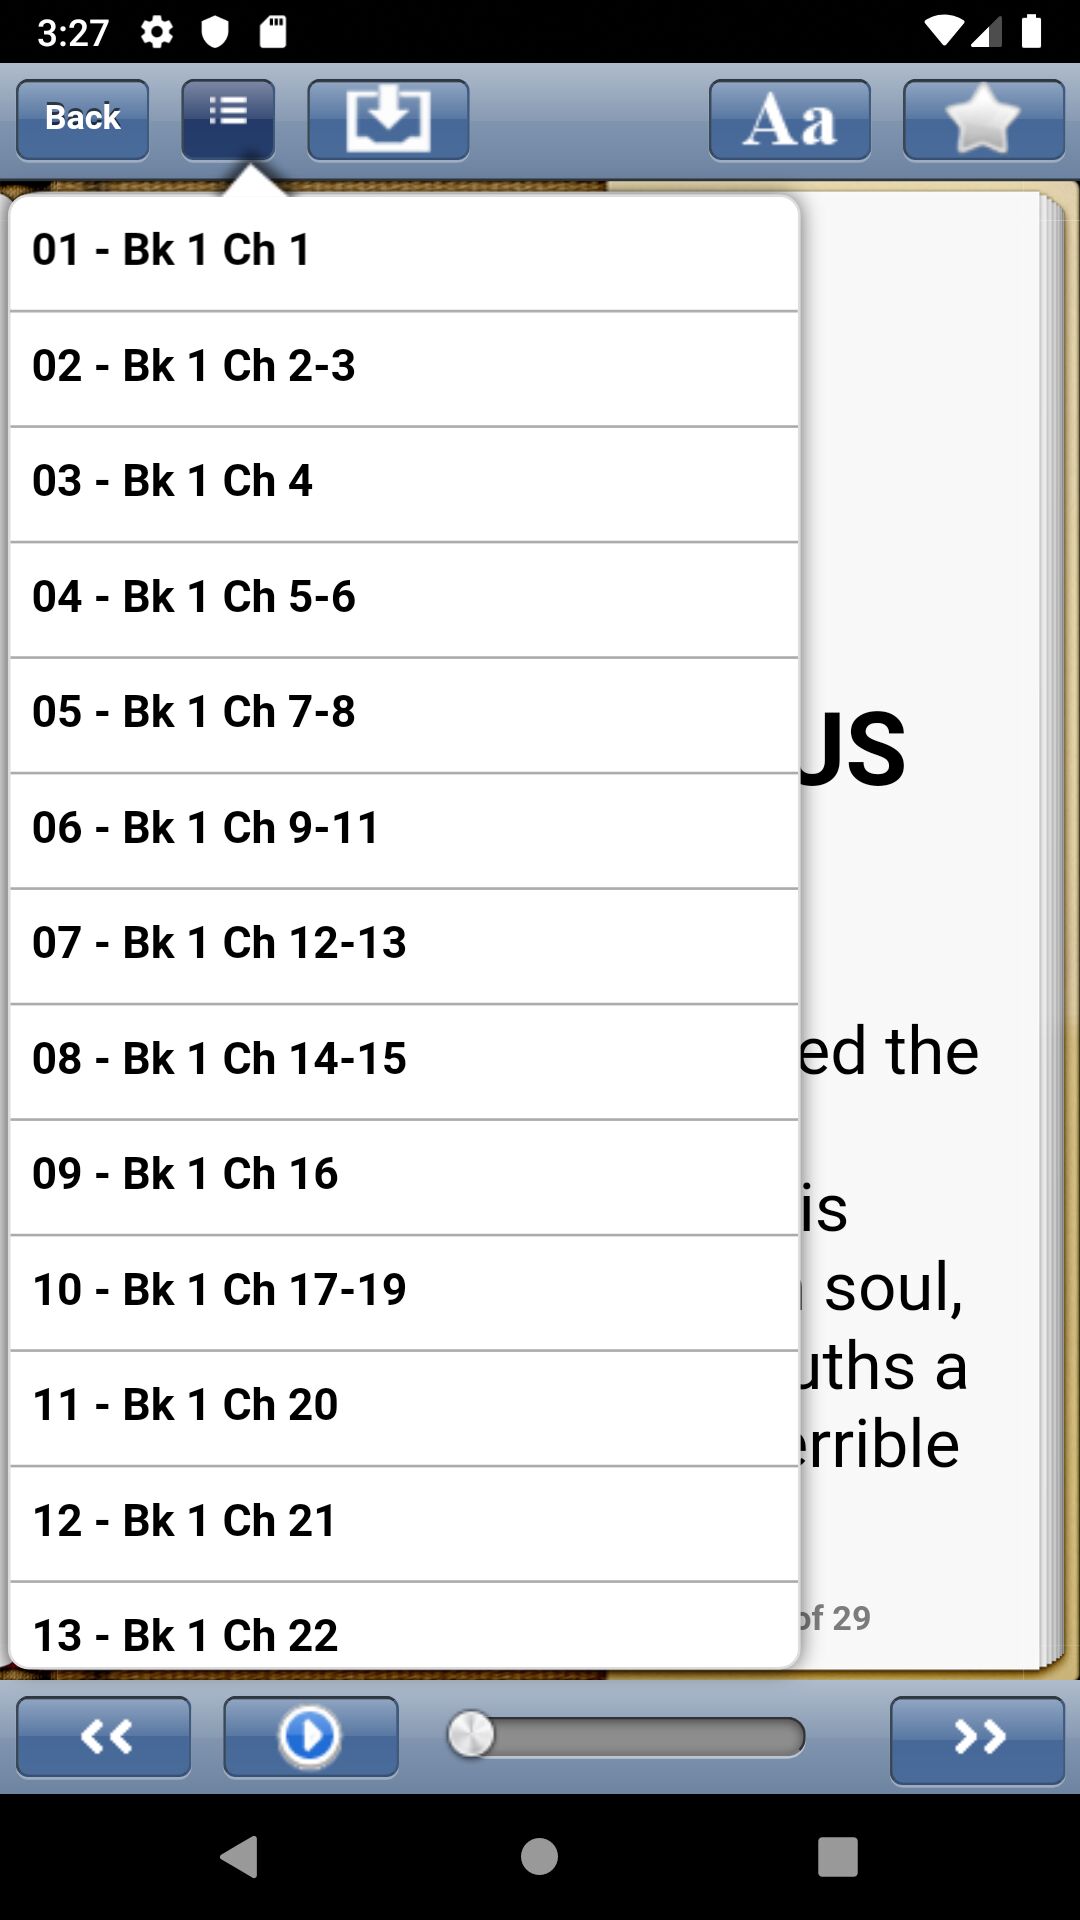 3:27
Back
Aa
01 - Bk 1 Ch 1
02 - Bk 1 Ch 2-3
03 - Bk 1 Ch 4
04 - Bk 1 Ch 5-6
05 - Bk 1 Ch 7-8
US
06 - Bk 1 Ch 9-11
07 - Bk 1 Ch 12-13
08 - Bk 1 Ch 14-15
ed the
09 - Bk 1 Ch 16
is
10 - Bk 1 Ch 17-19
soul,
uths a
11 - Bk 1 Ch 20
errible
12 - Bk 1 Ch 21
13 - Bk 1 Ch 22
of 29